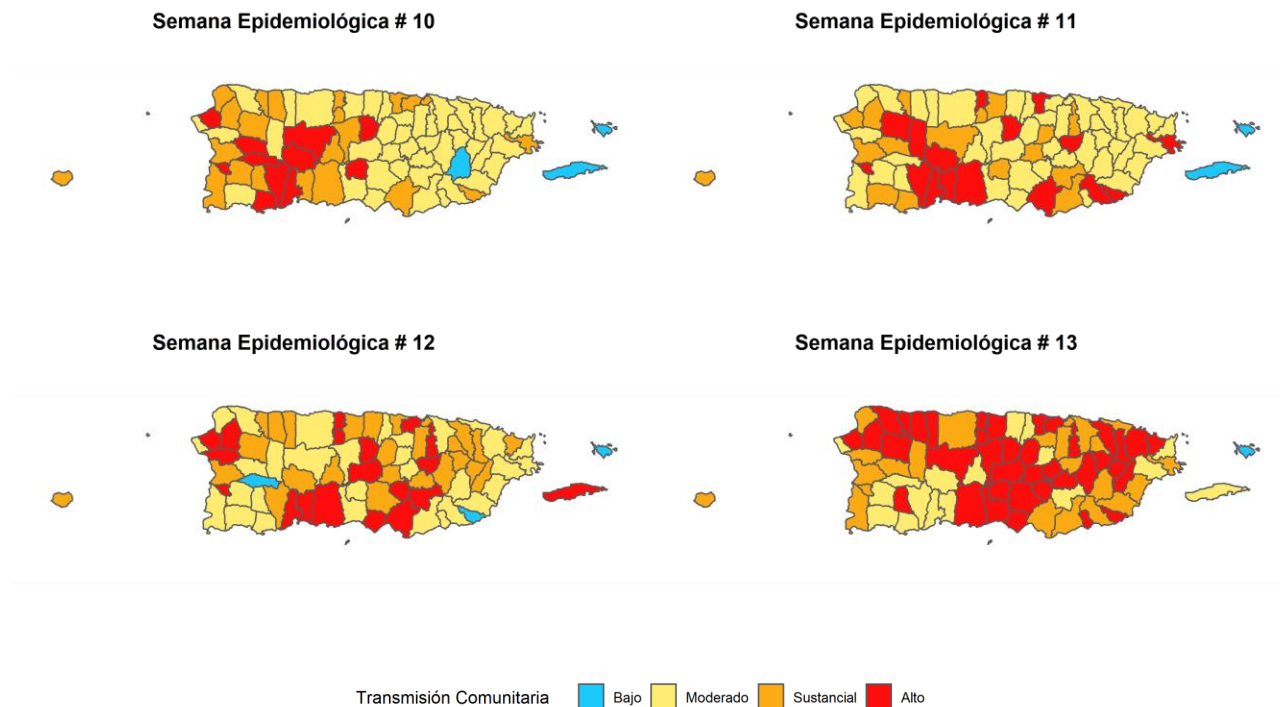 Semana Epidemiológica # 10
Semana Epidemiológica # 11
Semana Epidemiológica # 12
Semana Epidemiológica # 13
Transmisión Comunitaria
Bajo
Moderado
Sustancial
Alto